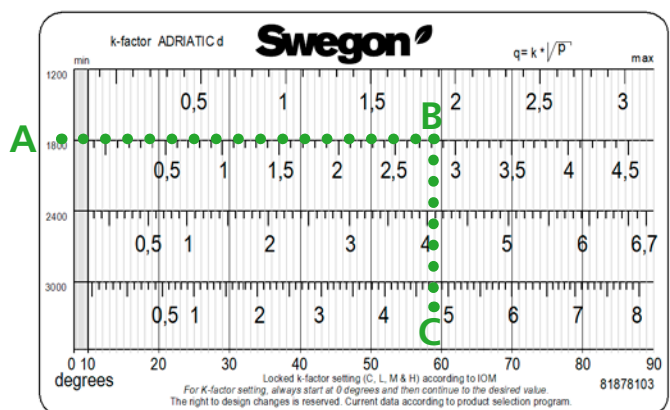 k-factor ADRIATIC d
Swegon
q= k * √p
min
max
1200
0,5 1 1,5 2 2,5 3
A
B
1800
0,5 1 1,5 2 2,5 3 3,5 4 4,5
2400
0,5 1 2 3 4 5 6 6,7
3000
0,5 1 2 3 4 5 6 7 8
C
0 10 20 30 40 50 60 70 80 90
degrees
Locked k-factor setting (C, L, M & H) according to IOM
For K-factor setting, always start at 0 degrees and then continue to the desired value.
81878103
The right to design changes is reserved. Current data according to product selection program.